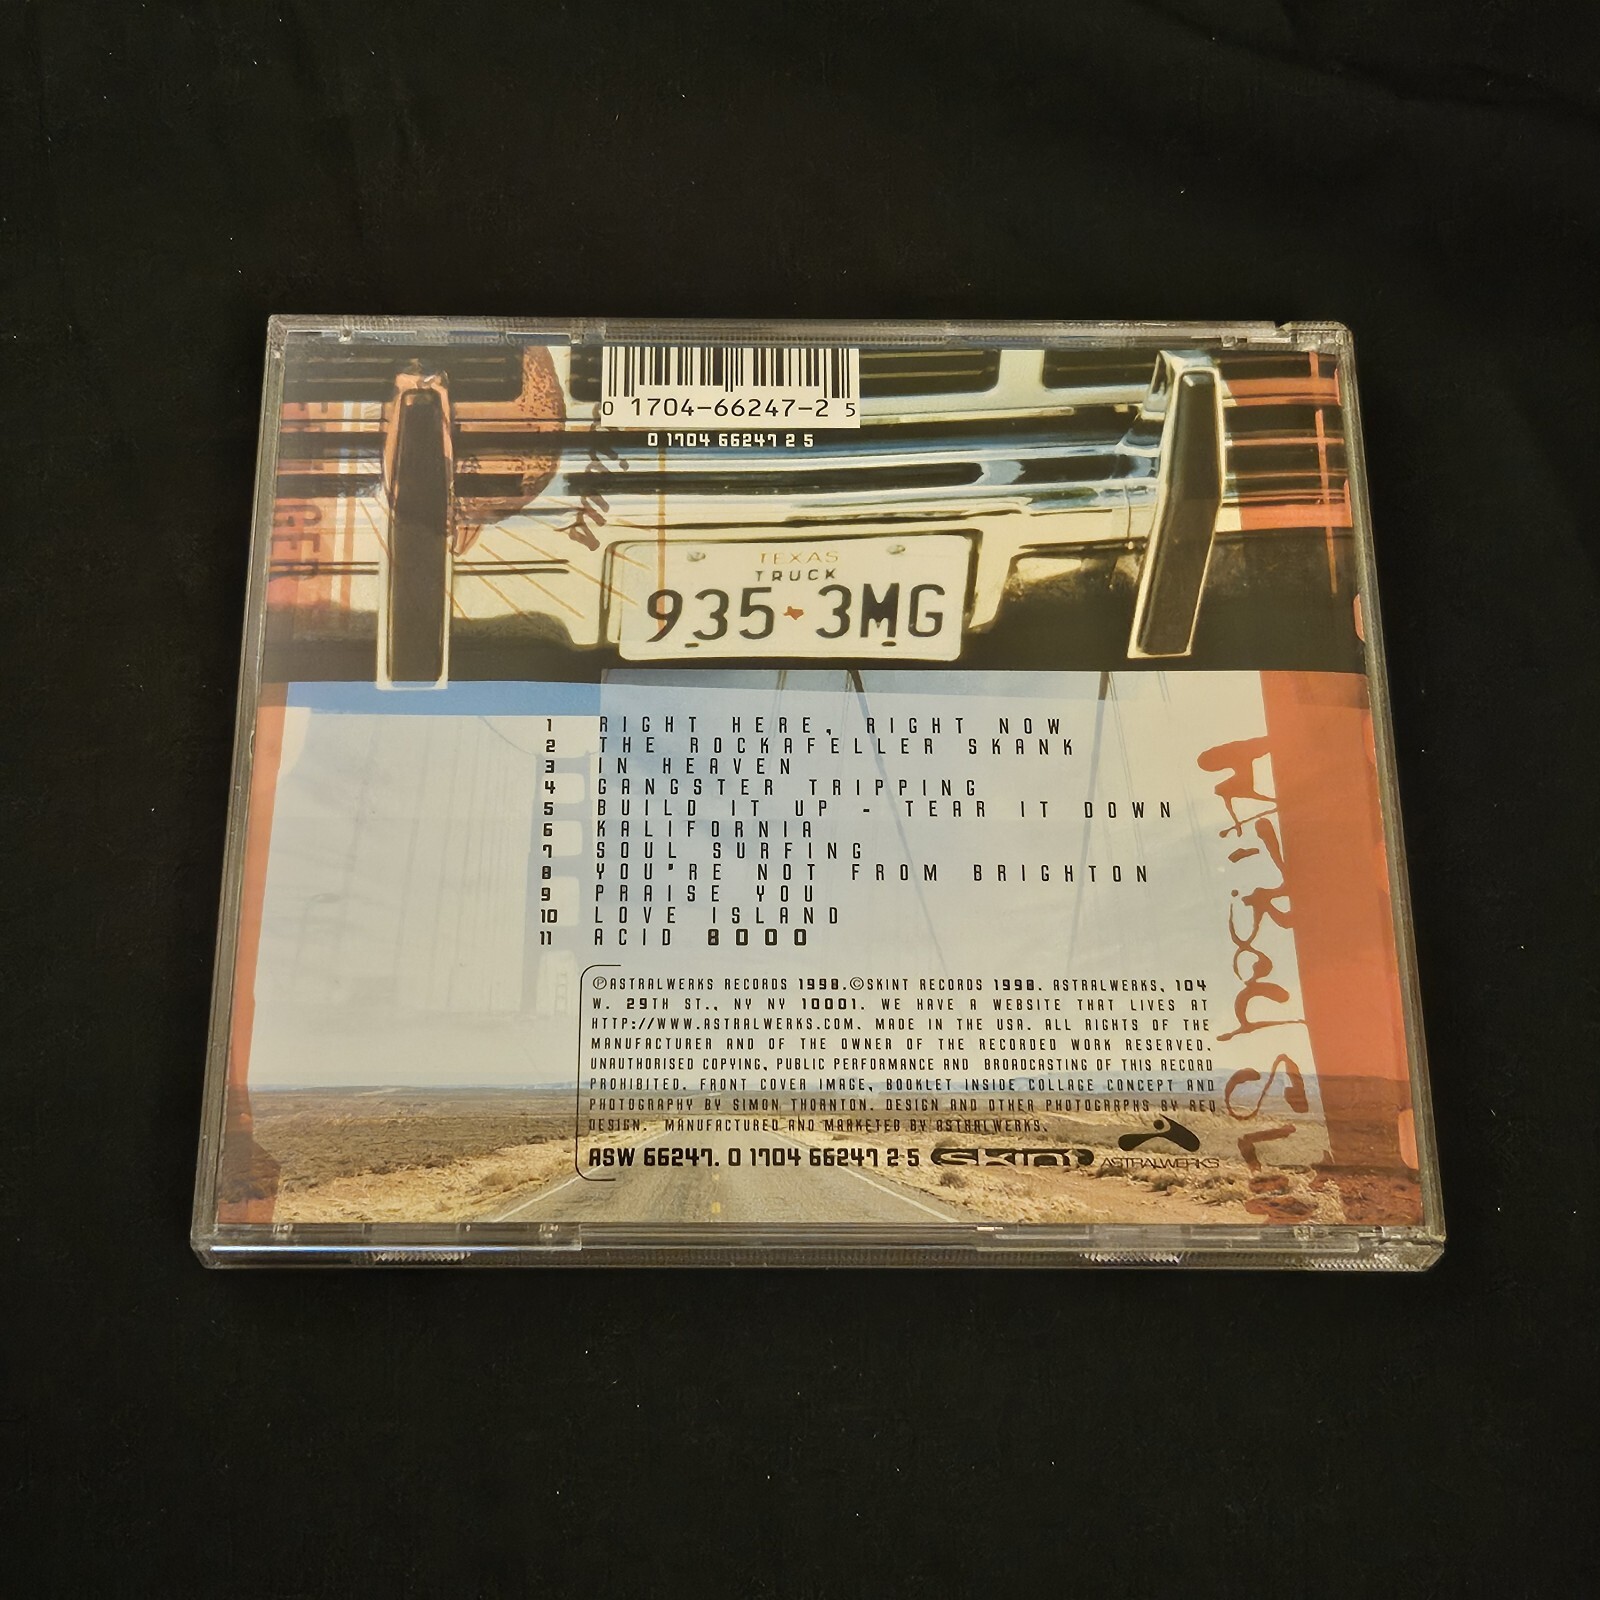 0 1704-66247-2 5
0 1704 66247 2 5
TEXAS
TRUCK
935 3MG
1 RIGHT HERE, RIGHT NOW
2 THE ROCKAFELLER SKANK
3 IN HEAVEN
4 GANGSTER TRIPPING
5 BUILD IT UP - TEAR IT DOWN
6 KALIFORNIA
7 SOUL SURFING
8 YOU'RE NOT FROM BRIGHTON
9 PRAISE YOU
10 LOVE ISLAND
11 ACID 8000
FATBOY SLIM
ⓅASTRALWERKS RECORDS 1998.©SKINT RECORDS 1998. ASTRALWERKS, 104
W. 29TH ST., NY NY 10001. WE HAVE A WEBSITE THAT LIVES AT
HTTP://WWW.ASTRALWERKS.COM. MADE IN THE USA. ALL RIGHTS OF THE
MANUFACTURER AND OF THE OWNER OF THE RECORDED WORK RESERVED.
UNAUTHORISED COPYING, PUBLIC PERFORMANCE AND BROADCASTING OF THIS RECORD
PROHIBITED. FRONT COVER IMAGE, BOOKLET INSIDE COLLAGE CONCEPT AND
PHOTOGRAPHY BY SIMON THORNTON. DESIGN AND OTHER PHOTOGRAPHS BY RED
DESIGN. MANUFACTURED AND MARKETED BY ASTRALWERKS.
ASW 66247. 0 1704 66247 2 5 SKINT ASTRALWERKS